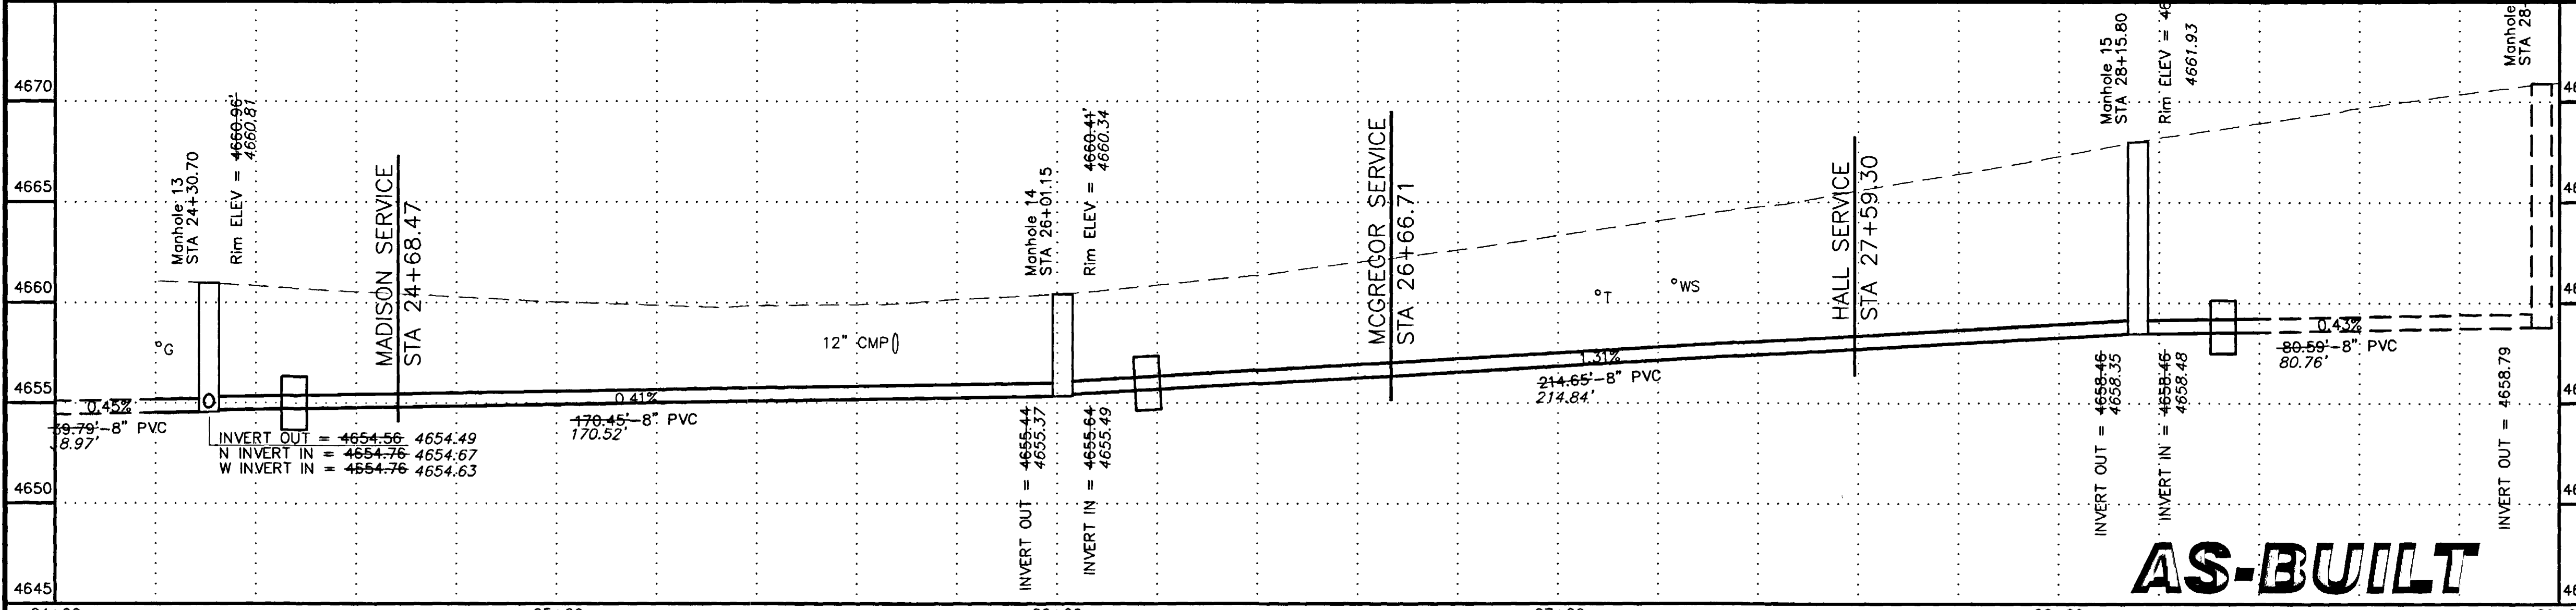 4670
4665
4660
4655
4650
4645
Manhole 13
STA 24+30.70
Rim ELEV = 4660.96'
4660.81
MADISON SERVICE
STA 24+68.47
°G
0.45%
39.79'-8" PVC
8.97'
INVERT OUT = 4654.56 4654.49
N INVERT IN = 4654.76 4654.67
W INVERT IN = 4654.76 4654.63
0.41%
170.45'-8" PVC
170.52'
12" CMP
Manhole 14
STA 26+01.15
Rim ELEV = 4660.41'
4660.34
INVERT OUT = 4655.44
4655.37
INVERT IN = 4655.64
4655.49
MCGREGOR SERVICE
STA 26+66.71
°T
°WS
1.31%
214.65'-8" PVC
214.84'
HALL SERVICE
STA 27+59.30
Manhole 15
STA 28+15.80
Rim ELEV = 46
4661.93
INVERT OUT = 4658.46
4658.35
INVERT IN = 4658.46
4658.48
0.43%
80.59'-8" PVC
80.76'
Manhole
STA 28
INVERT OUT = 4658.79
AS-BUILT